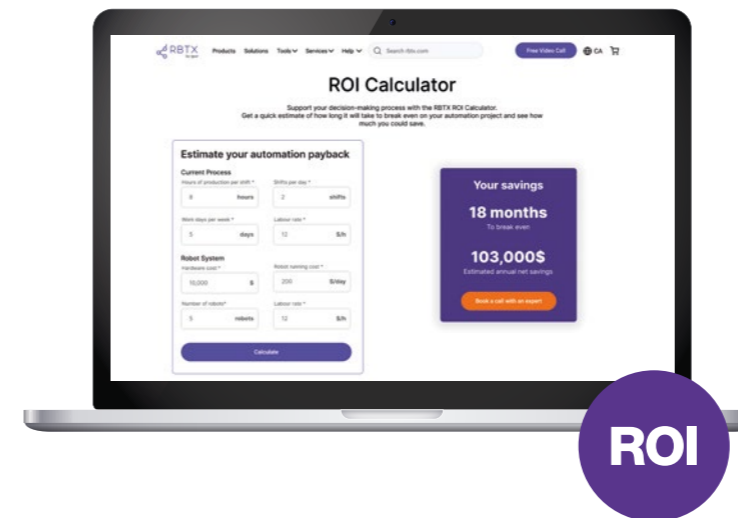 RBTX
by igus
Products Solutions Tools Services Help Search rbtx.com Free Video Call CA
ROI Calculator
Support your decision-making process with the RBTX ROI Calculator.
Get a quick estimate of how long it will take to break even on your automation project and see how
much you could save.
Estimate your automation payback
Current Process
Hours of production per shift * Shifts per day *
8 hours 2 shifts
Work days per week * Labour rate *
5 days 12 $/h
Robot System
Hardware cost * Robot running cost *
10,000 $ 200 $/day
Number of robots* Labour rate *
5 robots 12 $/h
Calculate
Your savings
18 months
To break even
103,000$
Estimated annual net savings
Book a call with an expert
ROI